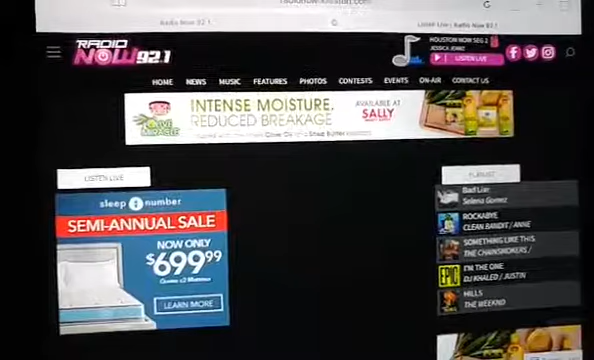 Radio Now 92.1
Listen Live | Radio Now 92.1
RADIO
NOW 92.1
HOUSTON NOW SEG 2
LISTEN LIVE
HOME NEWS MUSIC FEATURES PHOTOS CONTESTS EVENTS ON-AIR CONTACT US
OLIVE
MIRACLE
INTENSE MOISTURE,
REDUCED BREAKAGE
AVAILABLE AT
SALLY
LISTEN LIVE
sleep number
SEMI-ANNUAL SALE
NOW ONLY
$699.99
LEARN MORE
PLAYLIST
Bad Liar
Selena Gomez
ROCKABYE
CLEAN BANDIT / ANNE
SOMETHING LIKE THIS
THE CHAINSMOKERS /
EPIC
I'M THE ONE
DJ KHALED / JUSTIN
HILLS
THE WEEKND